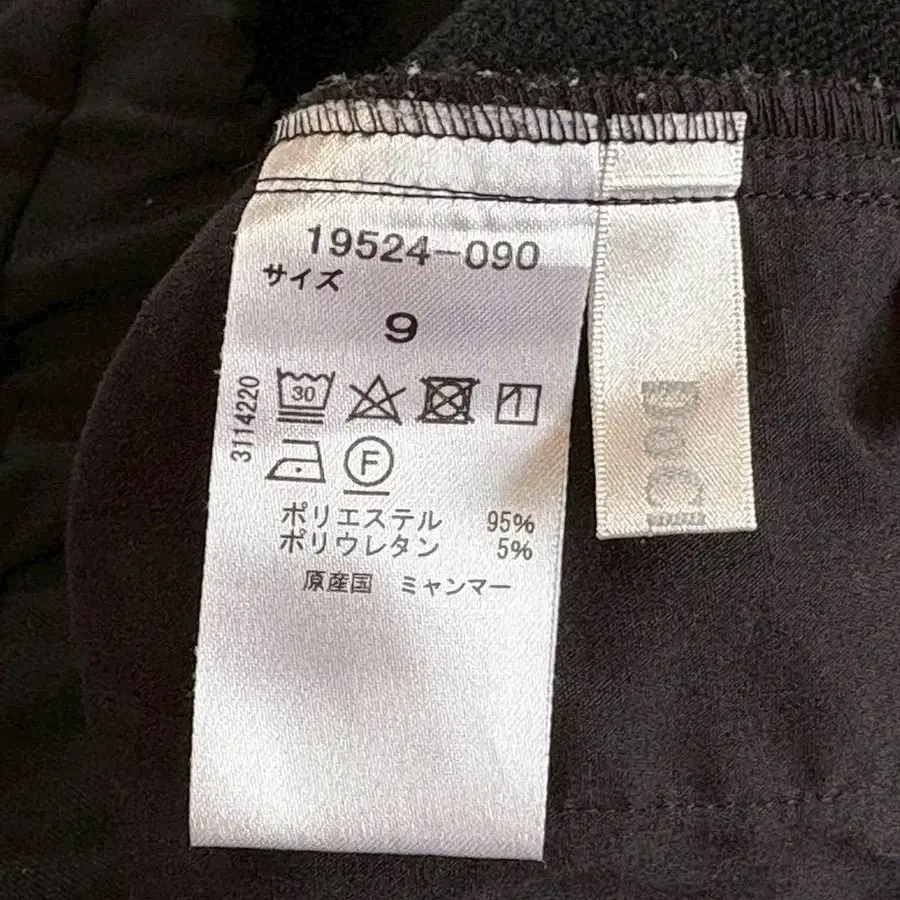 19524-090
サイズ
9
3114220
30
F
ポリエステル 95%
ポリウレタン 5%
原産国 ミャンマー